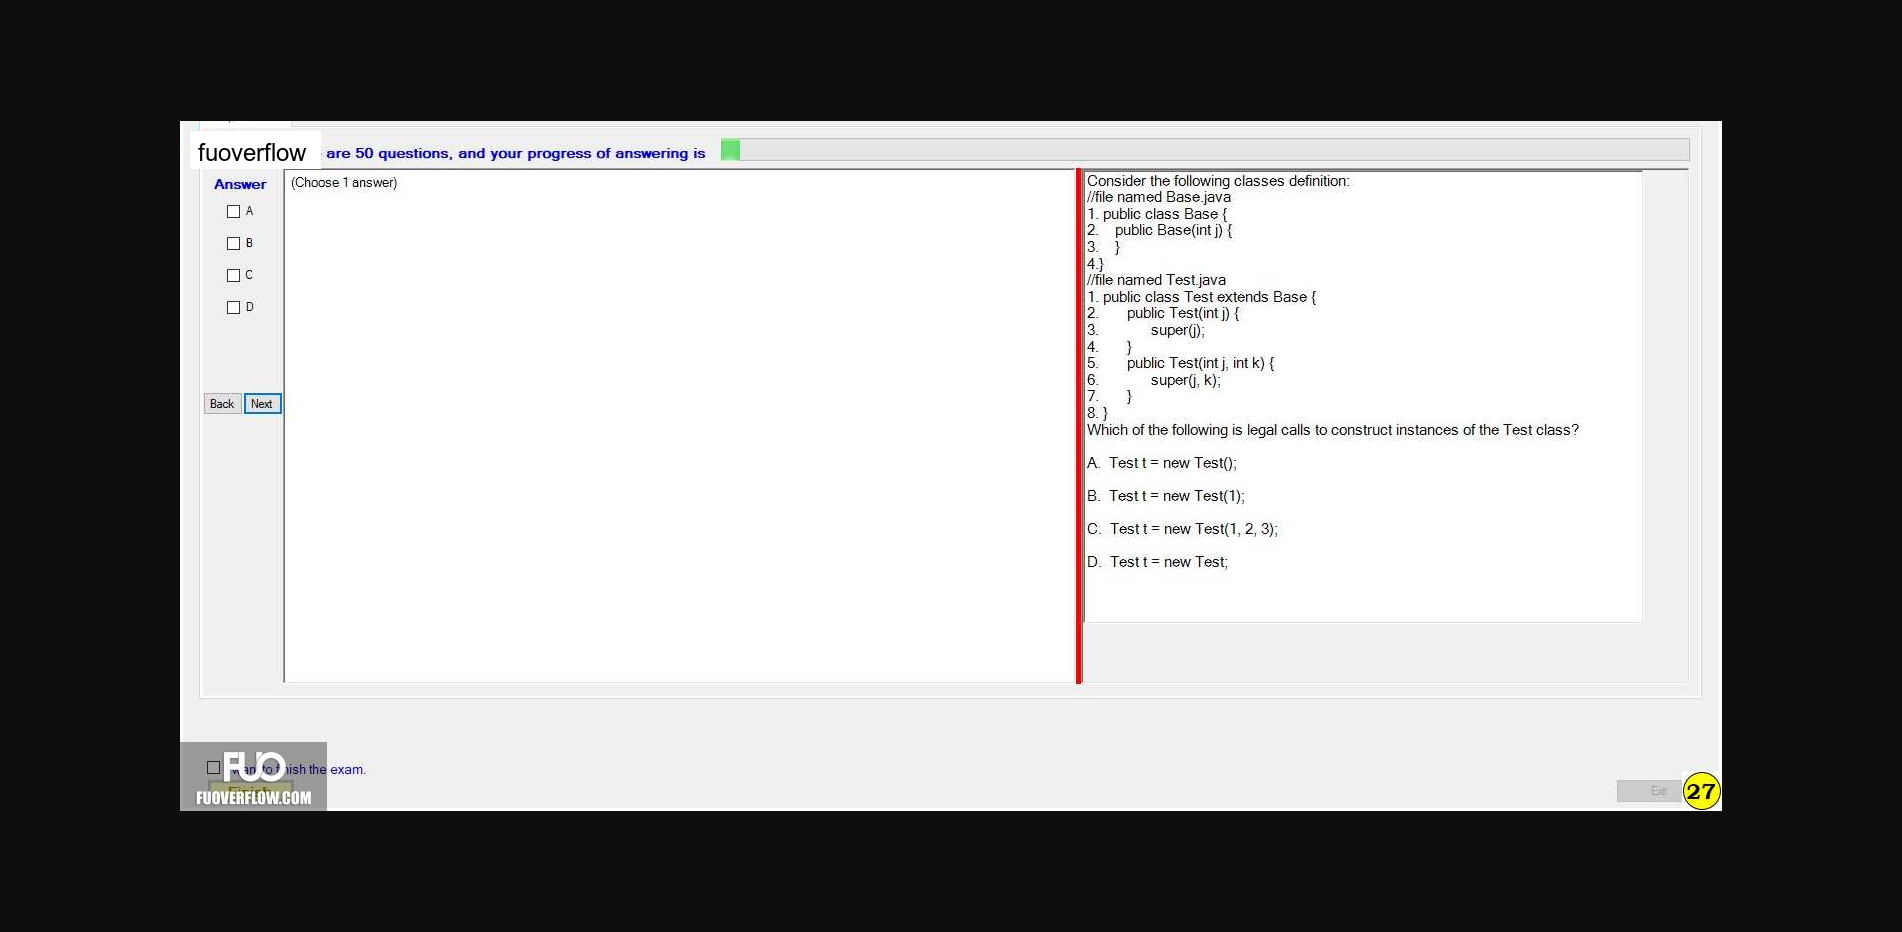 fuoverflow are 50 questions, and your progress of answering is
Answer
(Choose 1 answer)
A
B
C
D
Back Next
Consider the following classes definition:
//file named Base.java
1. public class Base {
2. public Base(int j) {
3. }
4.}
//file named Test.java
1. public class Test extends Base {
2. public Test(int j) {
3. super(j);
4. }
5. public Test(int j, int k) {
6. super(j, k);
7. }
8. }
Which of the following is legal calls to construct instances of the Test class?
A. Test t = new Test();
B. Test t = new Test(1);
C. Test t = new Test(1, 2, 3);
D. Test t = new Test;
FUO
want to finish the exam.
Finish
FUOVERFLOW.COM
Exit
27